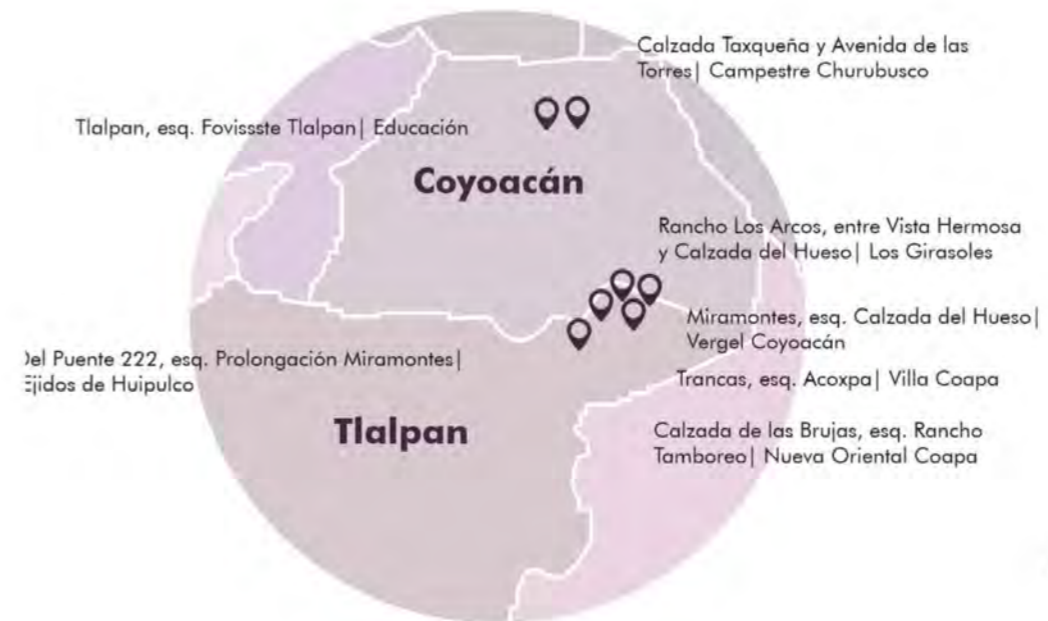 Calzada Taxqueña y Avenida de las
Torres| Campestre Churubusco
Tlalpan, esq. Fovissste Tlalpan| Educación
Coyoacán
Rancho Los Arcos, entre Vista Hermosa
y Calzada del Hueso| Los Girasoles
Miramontes, esq. Calzada del Hueso|
Vergel Coyoacán
Del Puente 222, esq. Prolongación Miramontes|
Ejidos de Huipulco
Trancas, esq. Acoxpa| Villa Coapa
Tlalpan
Calzada de las Brujas, esq. Rancho
Tamboreo| Nueva Oriental Coapa